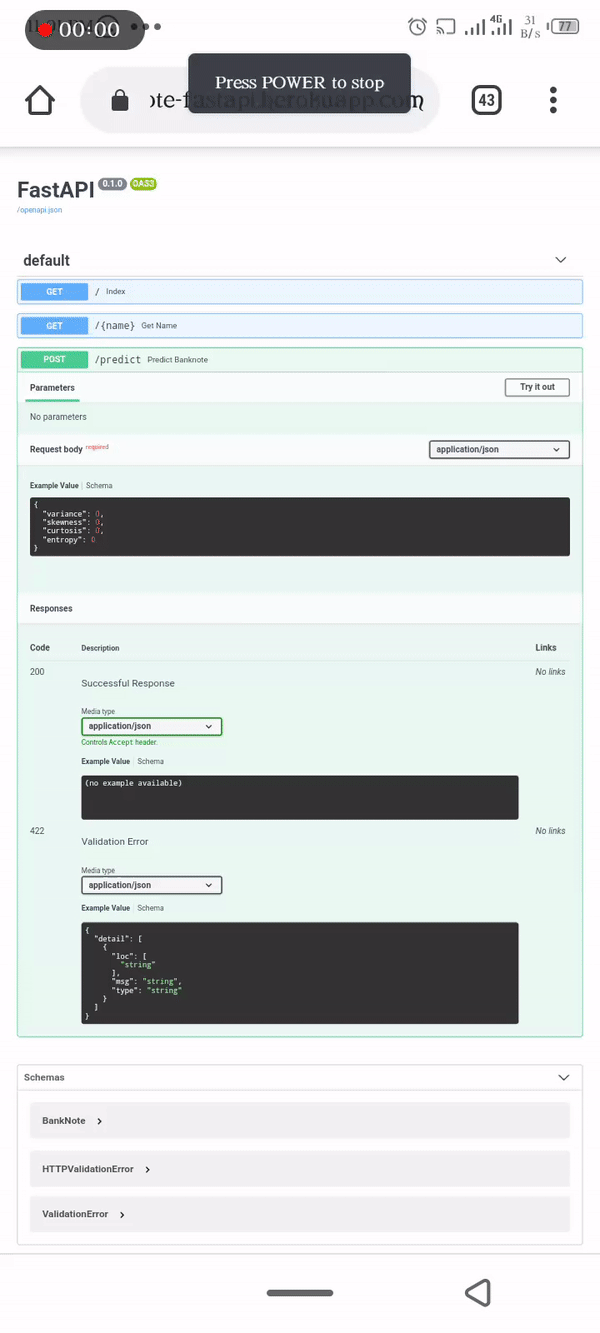 00:00
4G
31
B/s
77
Press POWER to stop
43
FastAPI 0.1.0 OAS3
/openapi.json
default
GET / Index
GET /{name} Get Name
POST /predict Predict Banknote
Parameters
Try it out
No parameters
Request body required
application/json
Example Value | Schema
{
"variance": 0,
"skewness": 0,
"curtosis": 0,
"entropy": 0
}
Responses
Code Description Links
200 No links
Successful Response
Media type
application/json
Controls Accept header.
Example Value | Schema
(no example available)
422 No links
Validation Error
Media type
application/json
Example Value | Schema
{
"detail": [
{
"loc": [
"string"
],
"msg": "string",
"type": "string"
}
]
}
Schemas
BankNote
HTTPValidationError
ValidationError